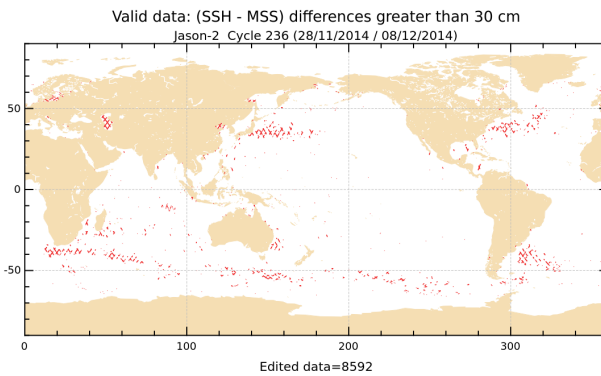 Valid data: (SSH - MSS) differences greater than 30 cm
Jason-2 Cycle 236 (28/11/2014 / 08/12/2014)
50
0
-50
0 100 200 300
Edited data=8592